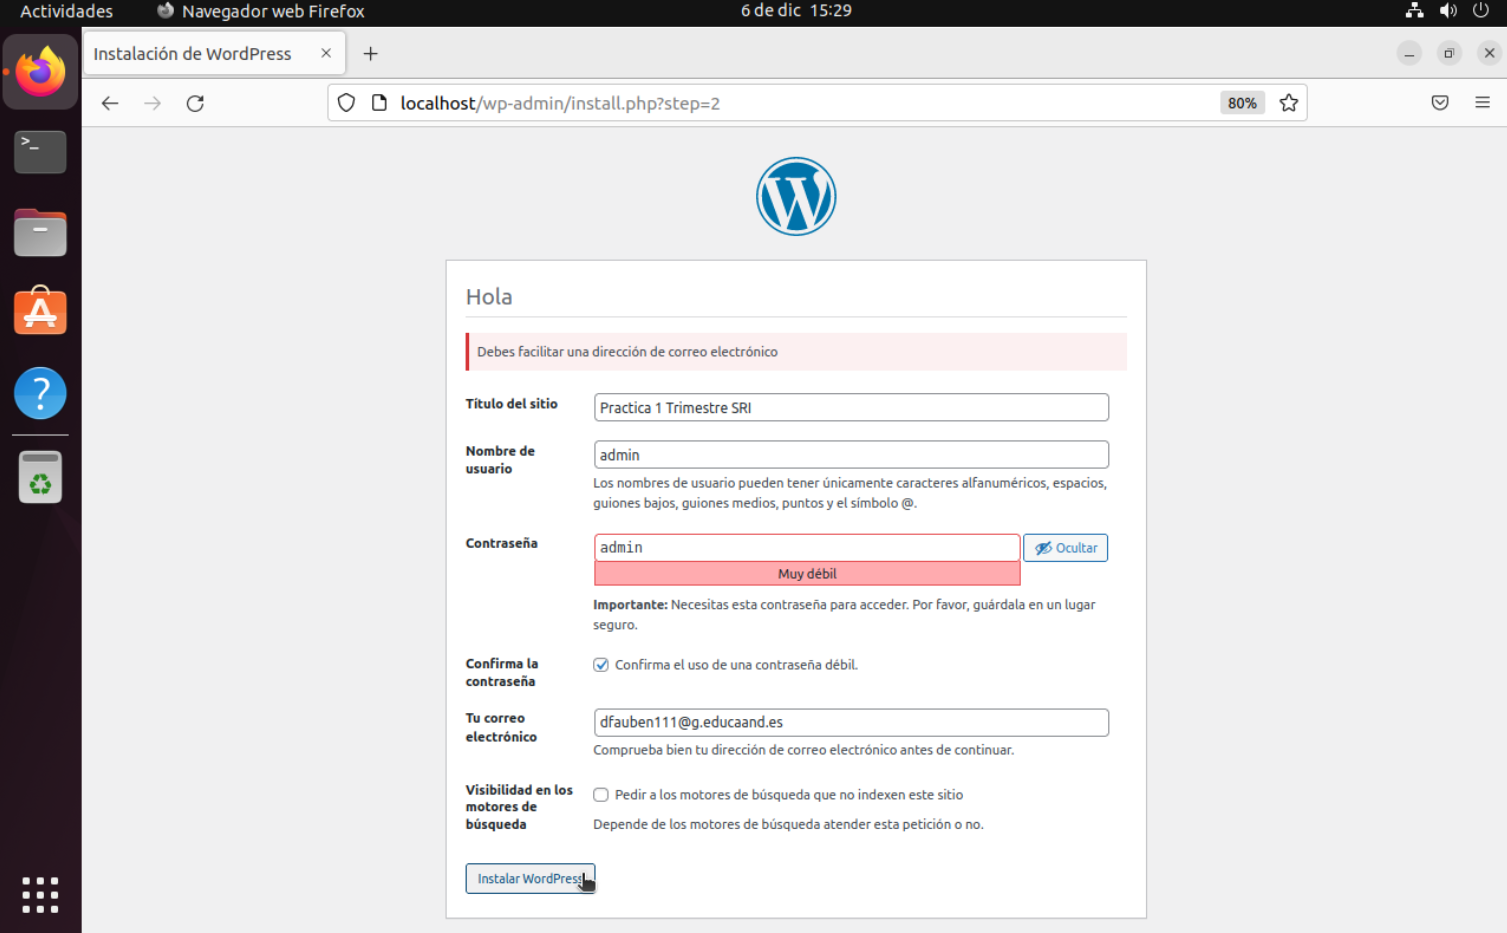 Actividades
Navegador web Firefox
6 de dic 15:29
Instalación de WordPress
localhost/wp-admin/install.php?step=2
80%
Hola
Debes facilitar una dirección de correo electrónico
Título del sitio
Practica 1 Trimestre SRI
Nombre de
usuario
admin
Los nombres de usuario pueden tener únicamente caracteres alfanuméricos, espacios,
guiones bajos, guiones medios, puntos y el símbolo @.
Contraseña
admin
Ocultar
Muy débil
Importante: Necesitas esta contraseña para acceder. Por favor, guárdala en un lugar
seguro.
Confirma la
contraseña
Confirma el uso de una contraseña débil.
Tu correo
electrónico
dfauben111@g.educaand.es
Comprueba bien tu dirección de correo electrónico antes de continuar.
Visibilidad en los
motores de
búsqueda
Pedir a los motores de búsqueda que no indexen este sitio
Depende de los motores de búsqueda atender esta petición o no.
Instalar WordPress